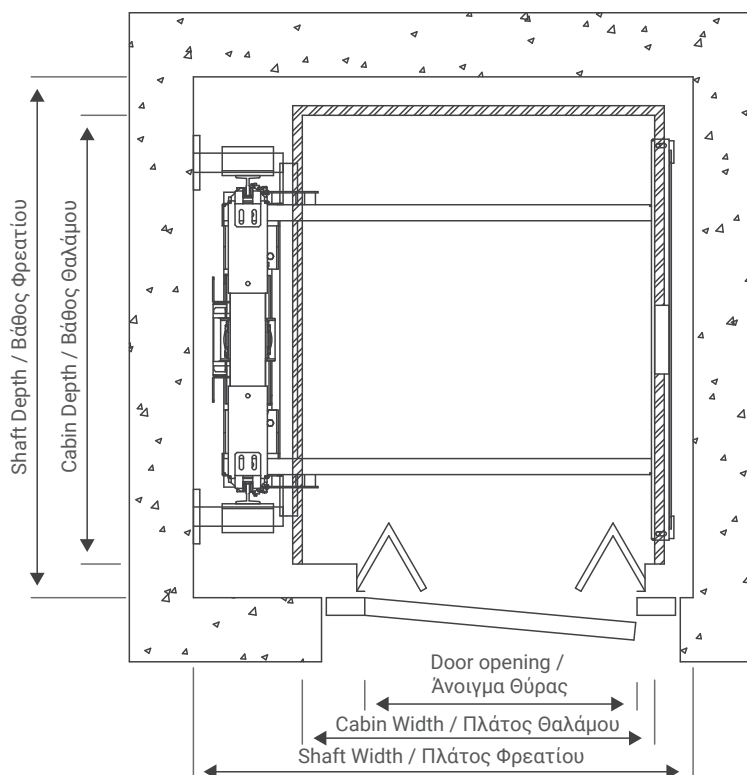 Shaft Depth / Βάθος Φρεατίου
Cabin Depth / Βάθος Θαλάμου
Door opening /
Άνοιγμα Θύρας
Cabin Width / Πλάτος Θαλάμου
Shaft Width / Πλάτος Φρεατίου